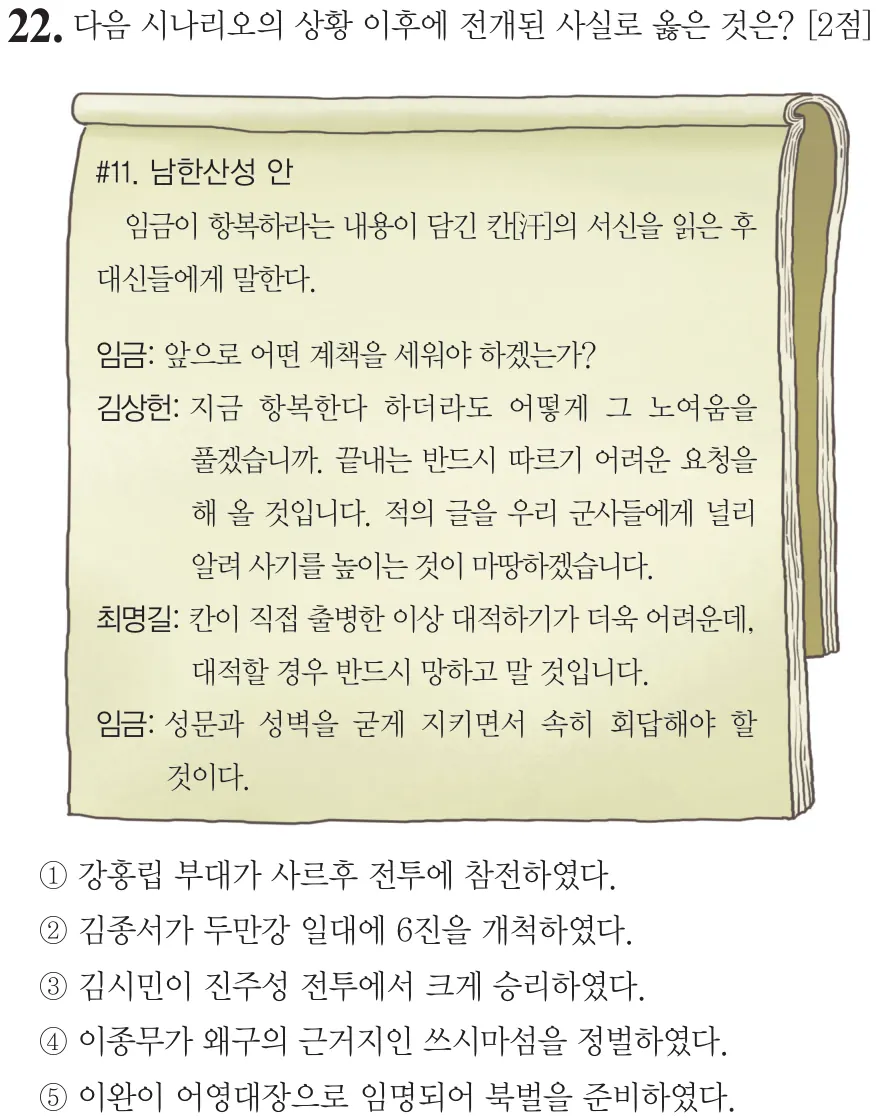 22. 다음 시나리오의 상황 이후에 전개된 사실로 옳은 것은? [2점]
#11. 남한산성 안
임금이 항복하라는 내용이 담긴 칸[汗]의 서신을 읽은 후
대신들에게 말한다.
임금: 앞으로 어떤 계책을 세워야 하겠는가?
김상헌: 지금 항복한다 하더라도 어떻게 그 노여움을
풀겠습니까. 끝내는 반드시 따르기 어려운 요청을
해 올 것입니다. 적의 글을 우리 군사들에게 널리
알려 사기를 높이는 것이 마땅하겠습니다.
최명길: 칸이 직접 출병한 이상 대적하기가 더욱 어려운데,
대적할 경우 반드시 망하고 말 것입니다.
임금: 성문과 성벽을 굳게 지키면서 속히 회답해야 할
것이다.
① 강홍립 부대가 사르후 전투에 참전하였다.
② 김종서가 두만강 일대에 6진을 개척하였다.
③ 김시민이 진주성 전투에서 크게 승리하였다.
④ 이종무가 왜구의 근거지인 쓰시마섬을 정벌하였다.
⑤ 이완이 어영대장으로 임명되어 북벌을 준비하였다.